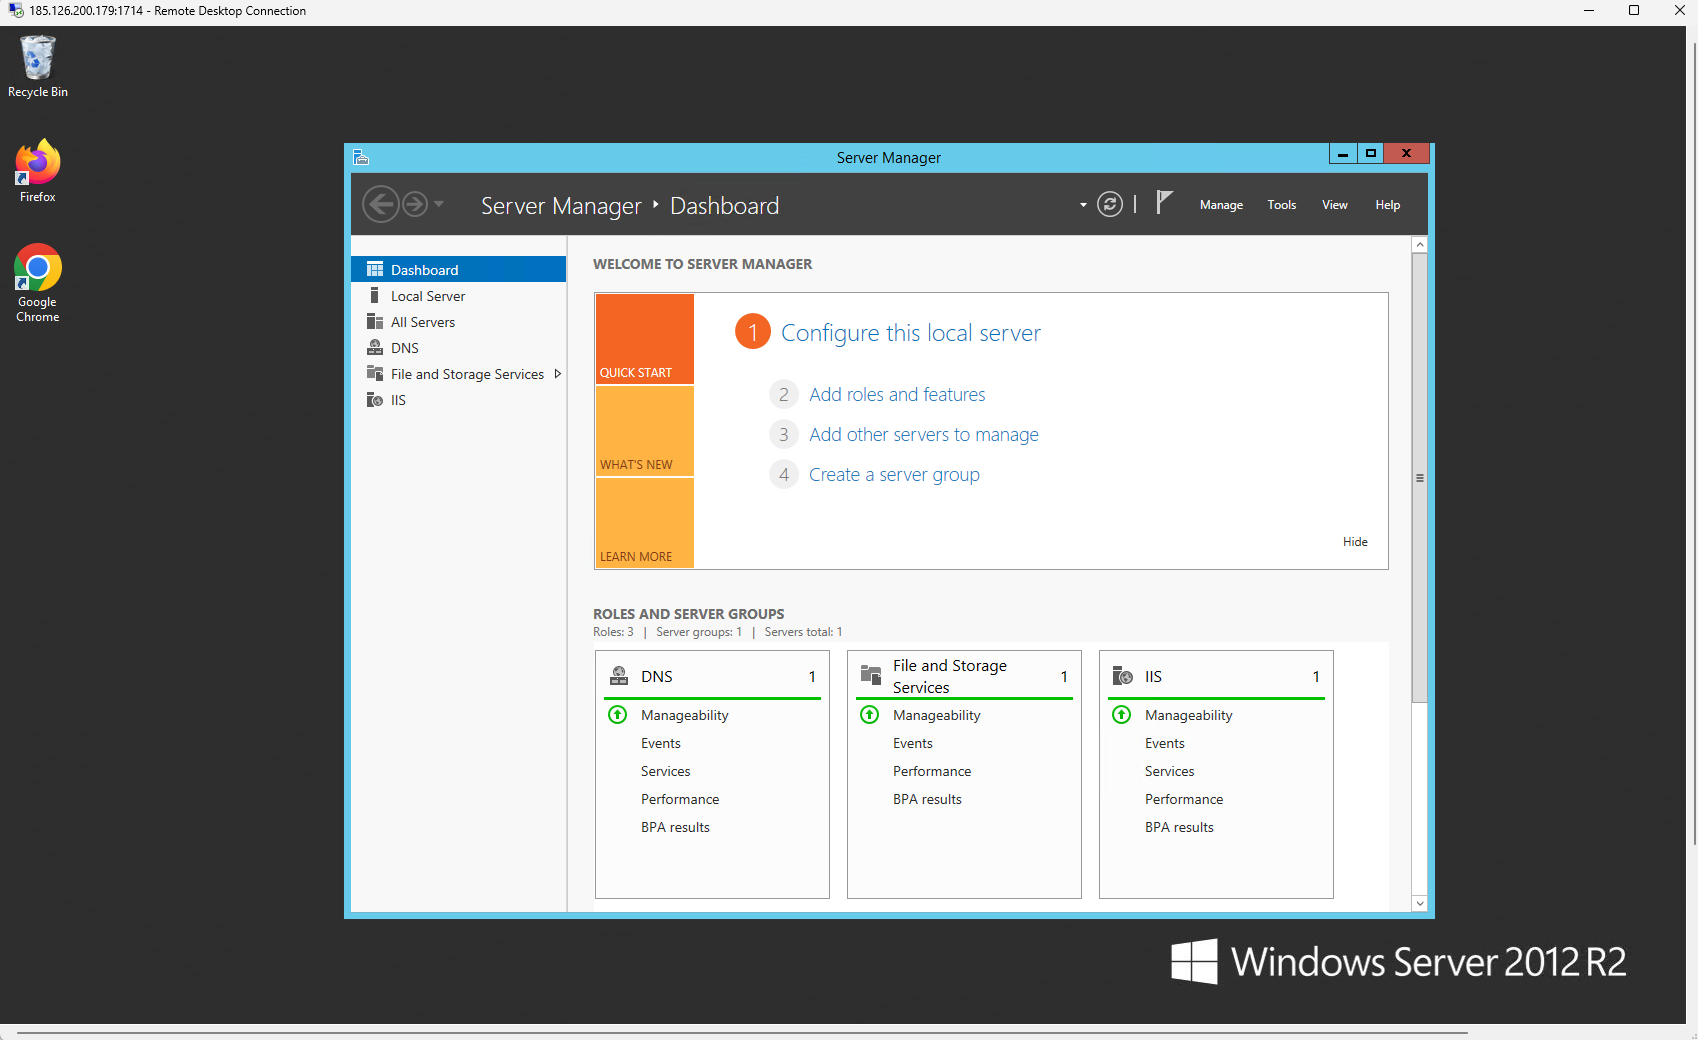 185.126.200.179:1714 - Remote Desktop Connection
Recycle Bin
Firefox
Google
Chrome
Server Manager
Server Manager Dashboard
Manage Tools View Help
Dashboard
Local Server
All Servers
DNS
File and Storage Services
IIS
WELCOME TO SERVER MANAGER
QUICK START
WHAT'S NEW
LEARN MORE
1 Configure this local server
2 Add roles and features
3 Add other servers to manage
4 Create a server group
Hide
ROLES AND SERVER GROUPS
Roles: 3 | Server groups: 1 | Servers total: 1
DNS 1
Manageability
Events
Services
Performance
BPA results
File and Storage
Services 1
Manageability
Events
Performance
BPA results
IIS 1
Manageability
Events
Services
Performance
BPA results
Windows Server 2012 R2